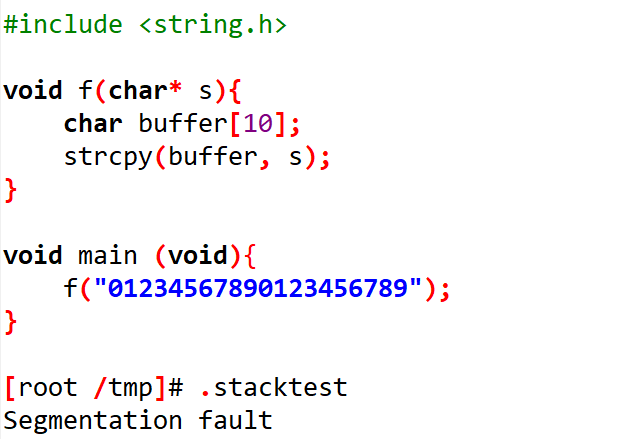 #include <string.h>
void f(char* s){
char buffer[10];
strcpy(buffer, s);
}
void main (void){
f("01234567890123456789");
}
[root /tmp]# .stacktest
Segmentation fault